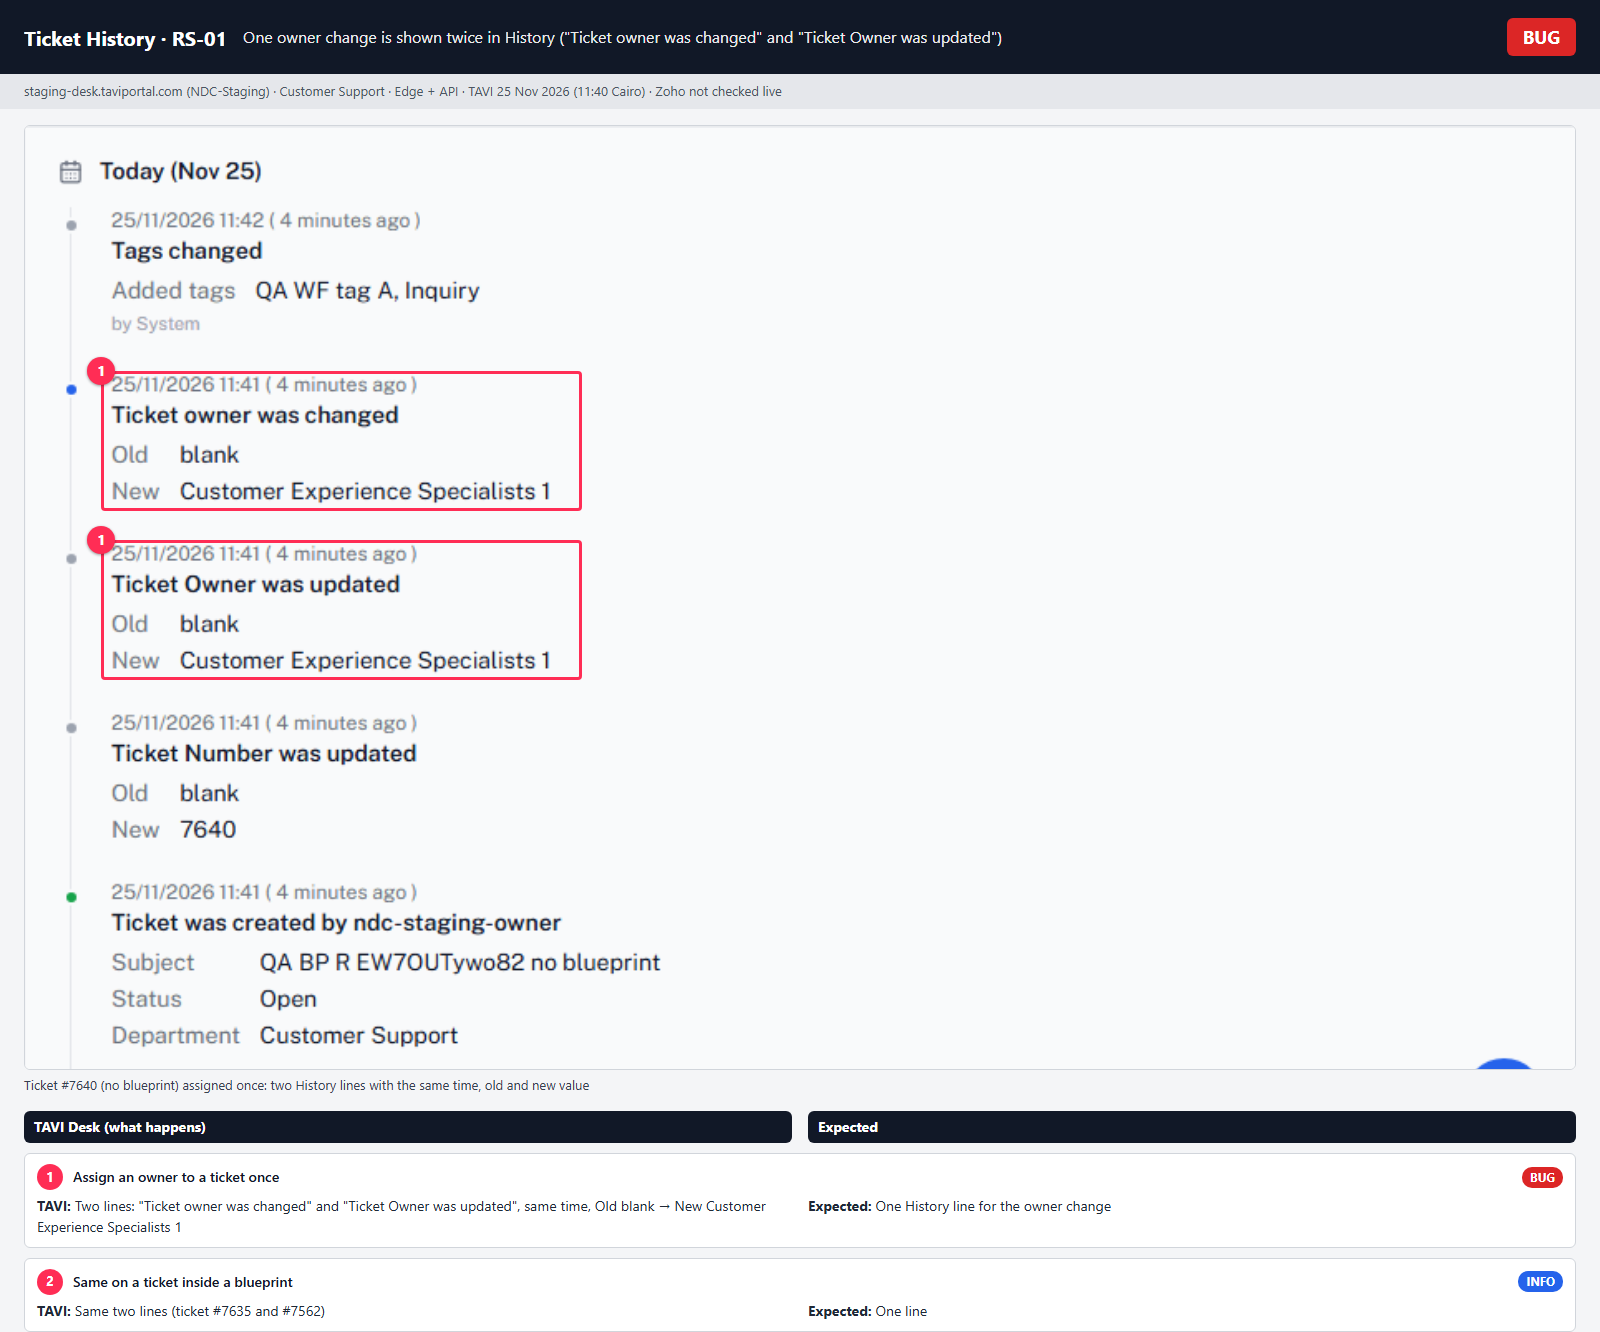 Ticket History · RS-01 One owner change is shown twice in History ("Ticket owner was changed" and "Ticket Owner was updated") BUG
staging-desk.taviportal.com (NDC-Staging) · Customer Support · Edge + API · TAVI 25 Nov 2026 (11:40 Cairo) · Zoho not checked live
Today (Nov 25)
25/11/2026 11:42 ( 4 minutes ago )
Tags changed
Added tags QA WF tag A, Inquiry
by System
1
25/11/2026 11:41 ( 4 minutes ago )
Ticket owner was changed
Old blank
New Customer Experience Specialists 1
1
25/11/2026 11:41 ( 4 minutes ago )
Ticket Owner was updated
Old blank
New Customer Experience Specialists 1
25/11/2026 11:41 ( 4 minutes ago )
Ticket Number was updated
Old blank
New 7640
25/11/2026 11:41 ( 4 minutes ago )
Ticket was created by ndc-staging-owner
Subject QA BP R EW7OUTywo82 no blueprint
Status Open
Department Customer Support
Ticket #7640 (no blueprint) assigned once: two History lines with the same time, old and new value
TAVI Desk (what happens) Expected
1 Assign an owner to a ticket once BUG
TAVI: Two lines: "Ticket owner was changed" and "Ticket Owner was updated", same time, Old blank → New Customer
Experience Specialists 1
Expected: One History line for the owner change
2 Same on a ticket inside a blueprint INFO
TAVI: Same two lines (ticket #7635 and #7562)
Expected: One line